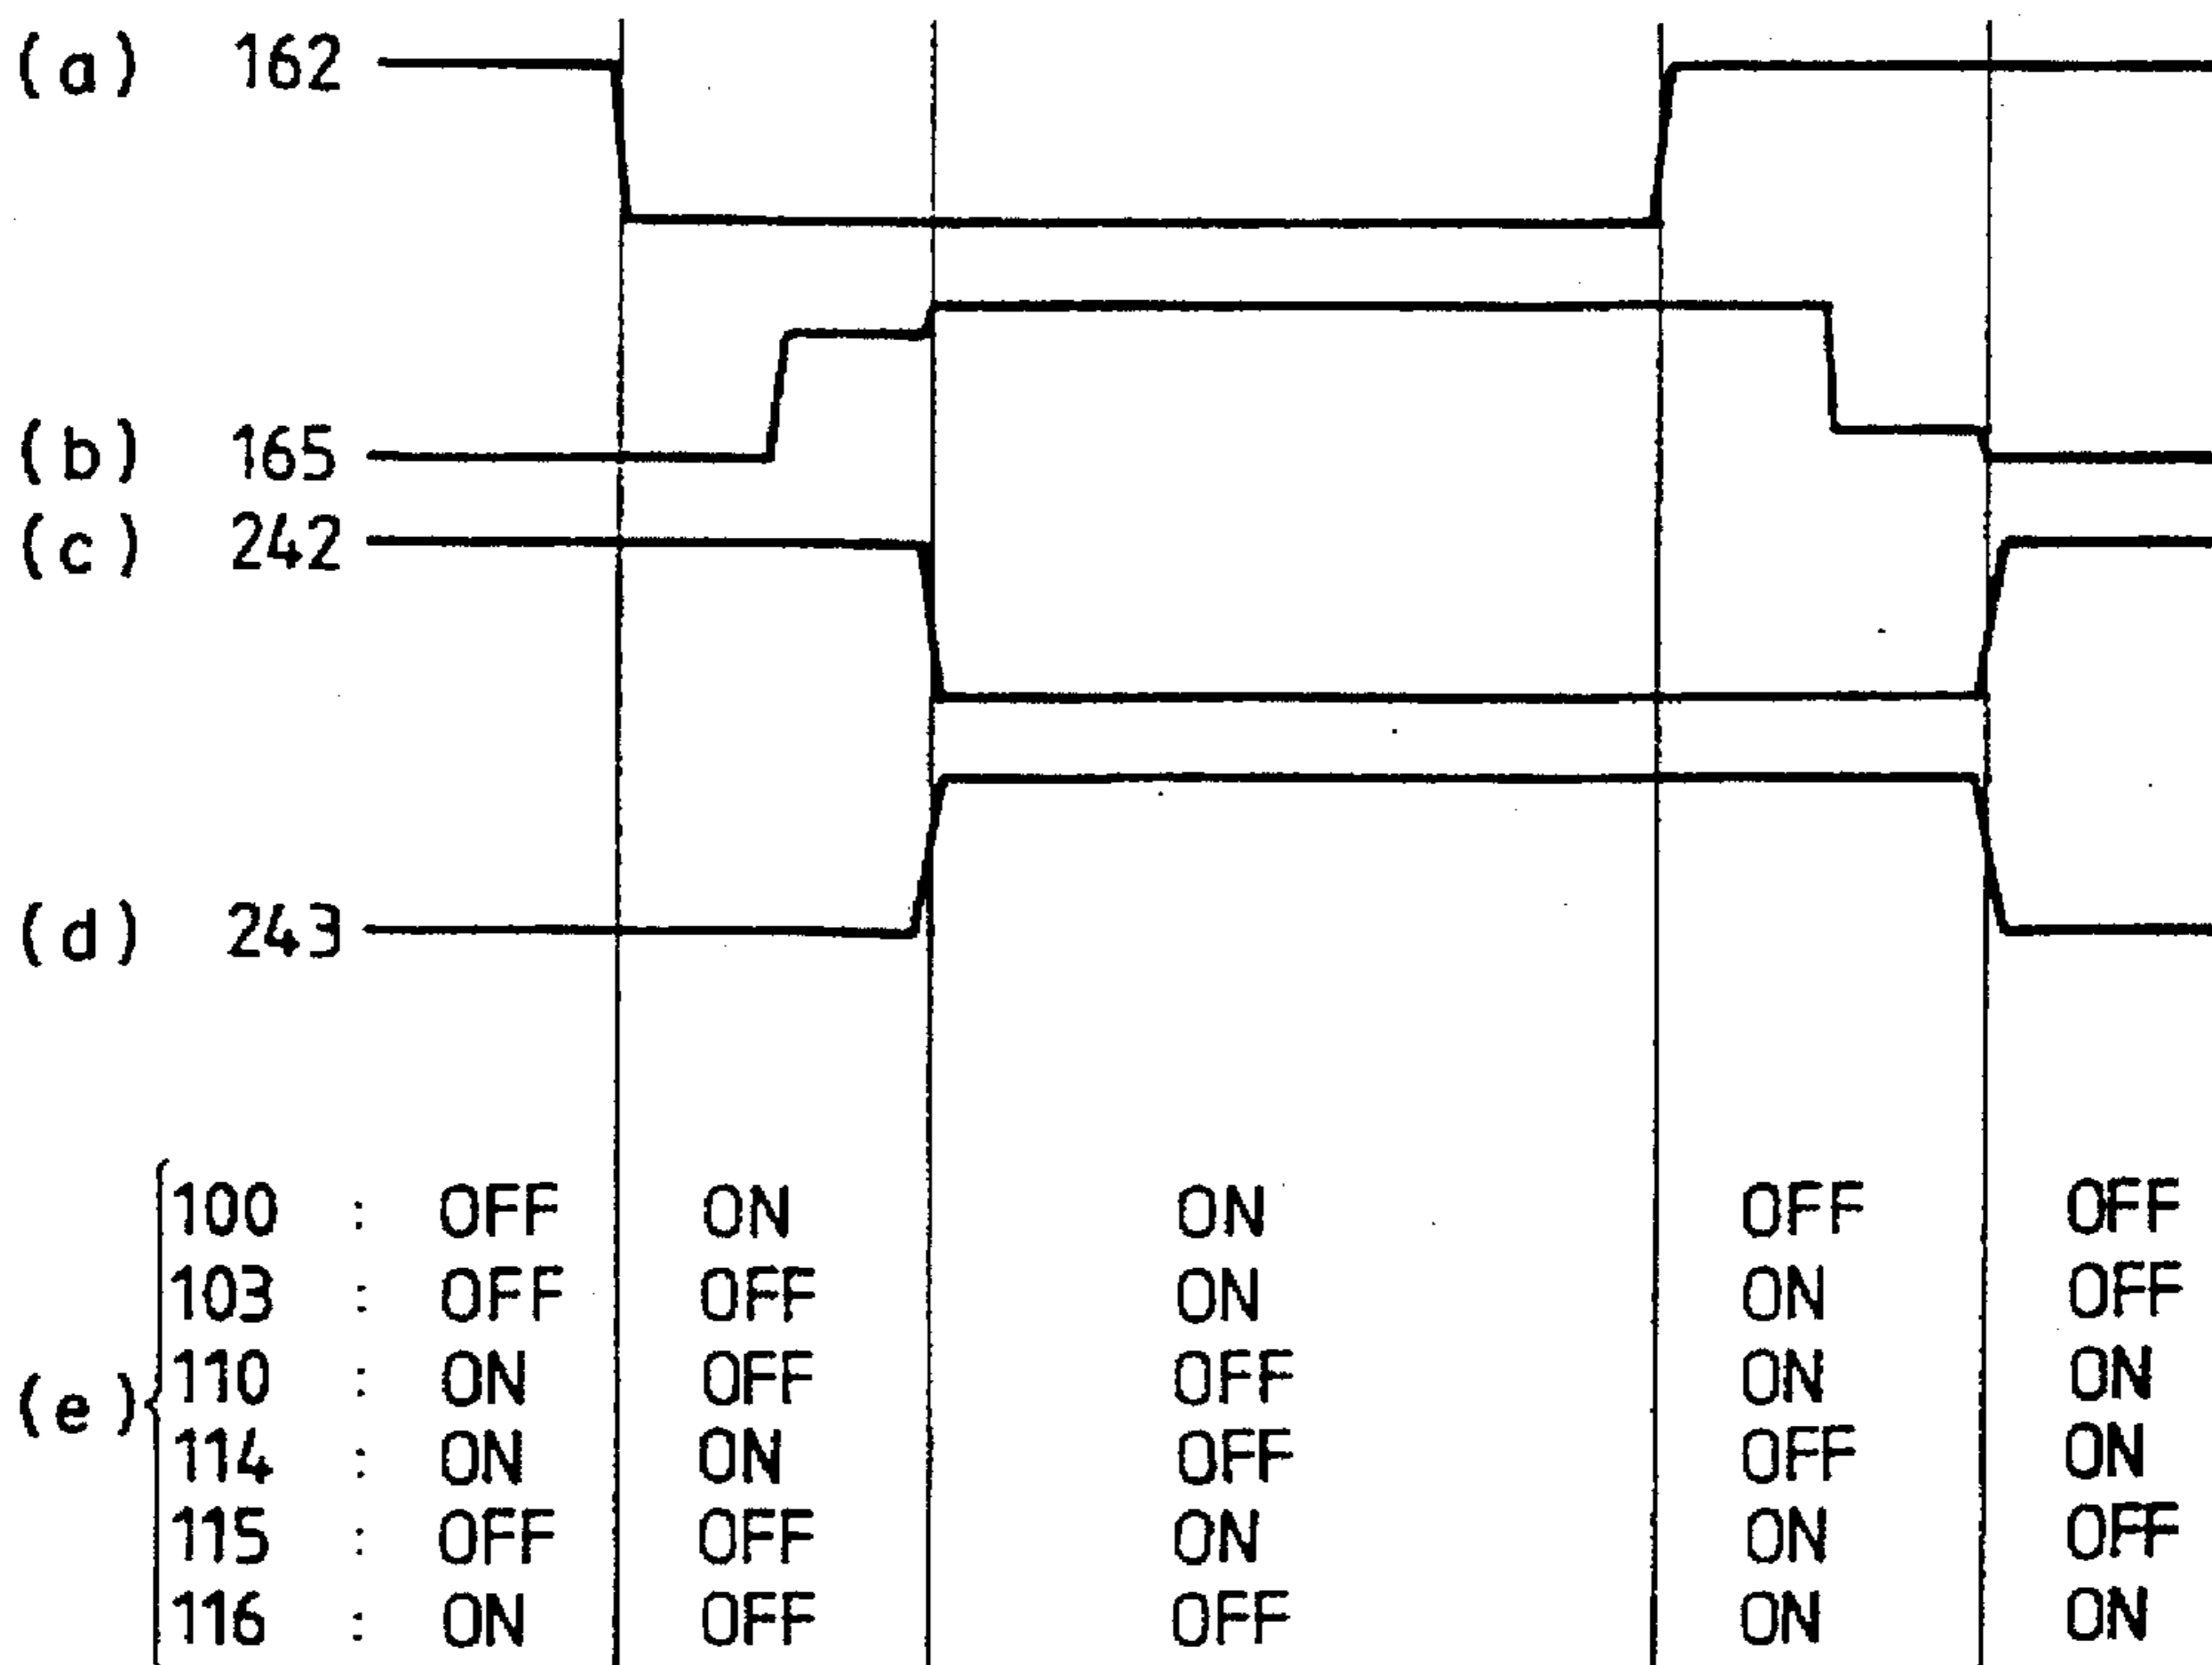 (a) 162
(b) 165
(c) 242
(d) 243
(e)
100 : OFF ON ON OFF OFF
103 : OFF OFF ON ON OFF
110 : ON OFF OFF ON ON
114 : ON ON OFF OFF ON
115 : OFF OFF ON ON OFF
116 : ON OFF OFF ON ON